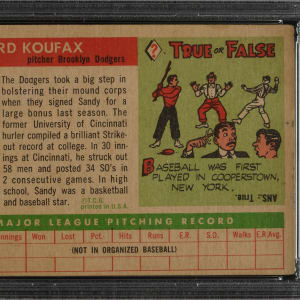 RD KOUFAX
pitcher Brooklyn Dodgers
The Dodgers took a big step in
bolstering their mound corps
when they signed Sandy for a
large bonus last season. The
former University of Cincinnati
hurler compiled a brilliant Strike-
out record at college. In 30 inn-
ings at Cincinnati, he struck out
58 men and posted 34 SO's in
2 consecutive games. In high
school, Sandy was a basketball
and baseball star.
©T.C.G.
printed in U.S.A.
? TRUE OR FALSE
BASEBALL WAS FIRST
PLAYED IN COOPERSTOWN,
NEW YORK.
ANS. True.
MAJOR LEAGUE PITCHING RECORD
nnings Won Lost Pct. Hits Runs E.R. S.O. Walks E.R.Avg.
(NOT IN ORGANIZED BASEBALL)